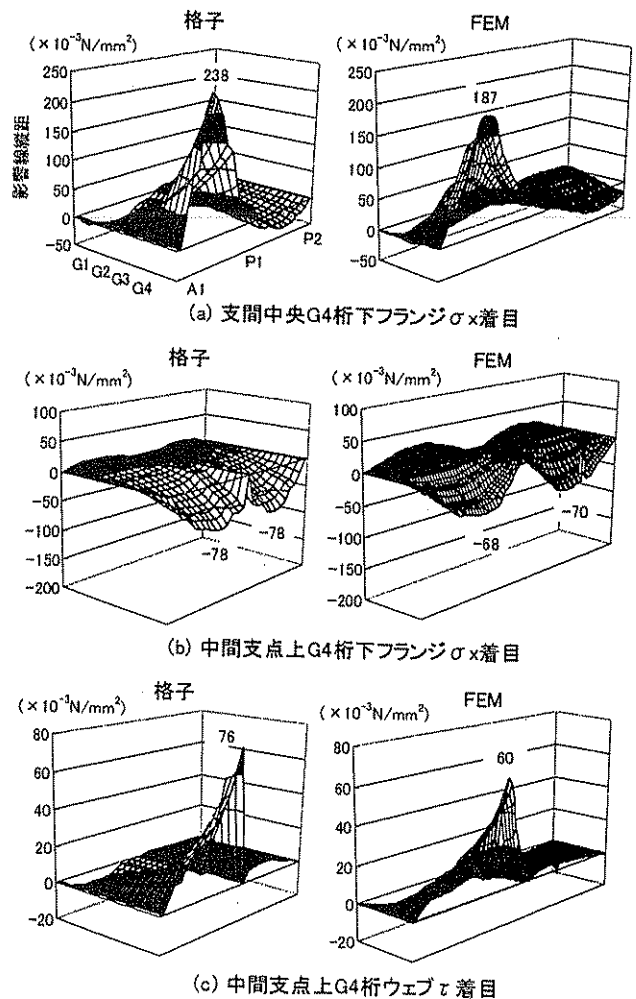 格子 FEM
(×10⁻³N/mm²) (×10⁻³N/mm²)
影響線縦距
250 250
200 200
150 150
100 100
50 50
0 0
-50 -50
238 187
G1 G2 G3 G4 A1 P1 P2
(a) 支間中央G4桁下フランジσx着目
格子 FEM
(×10⁻³N/mm²) (×10⁻³N/mm²)
100 100
50 50
0 0
-50 -50
-100 -100
-150 -150
-200 -200
-78 -78 -68 -70
(b) 中間支点上G4桁下フランジσx着目
格子 FEM
(×10⁻³N/mm²) (×10⁻³N/mm²)
80 80
60 60
40 40
20 20
0 0
-20 -20
76 60
(c) 中間支点上G4桁ウェブτ着目